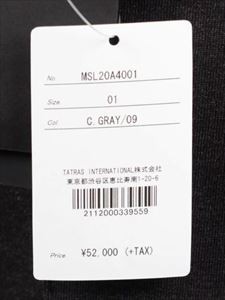 No MSL20A4001
Size 01
Col C.GRAY/09
TATRAS INTERNATIONAL株式会社
東京都渋谷区恵比寿南1-20-6
2112000339559
Price ¥52,000 (+TAX)